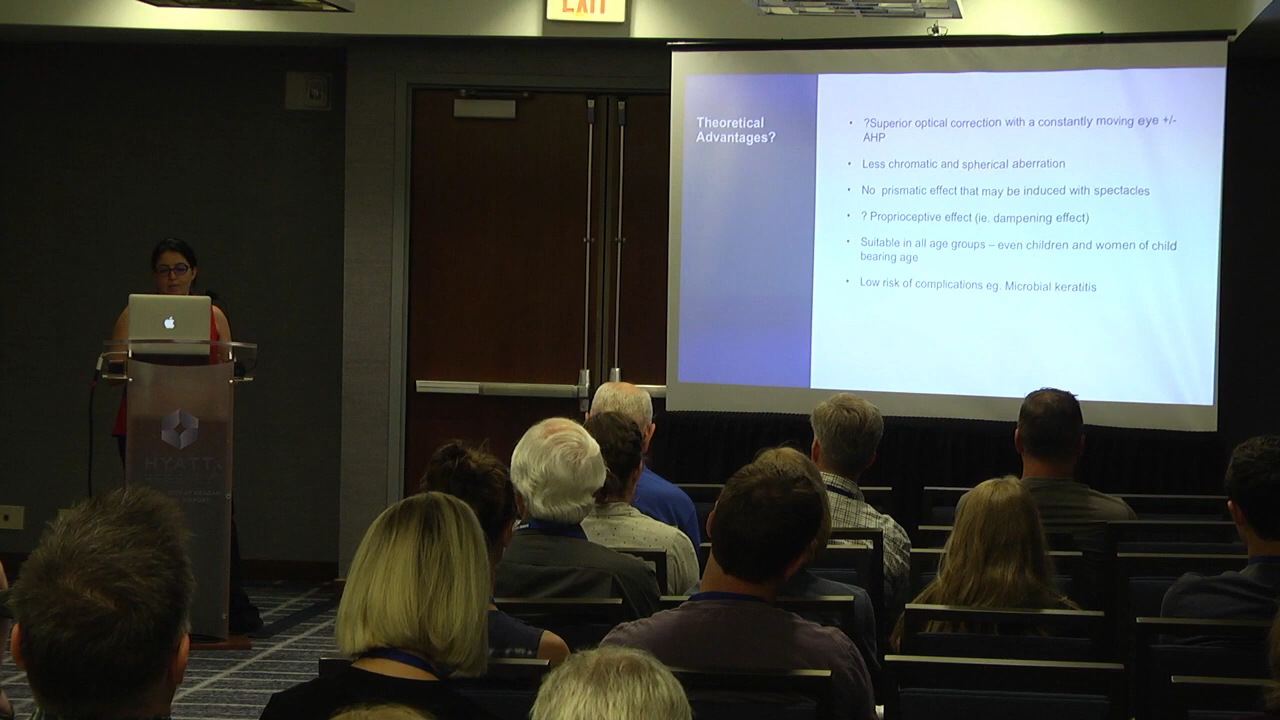 EXIT
Theoretical
Advantages?
• ?Superior optical correction with a constantly moving eye +/-
AHP
• Less chromatic and spherical aberration
• No prismatic effect that may be induced with spectacles
• ? Proprioceptive effect (ie. dampening effect)
• Suitable in all age groups – even children and women of child
bearing age
• Low risk of complications eg. Microbial keratitis
HYATT